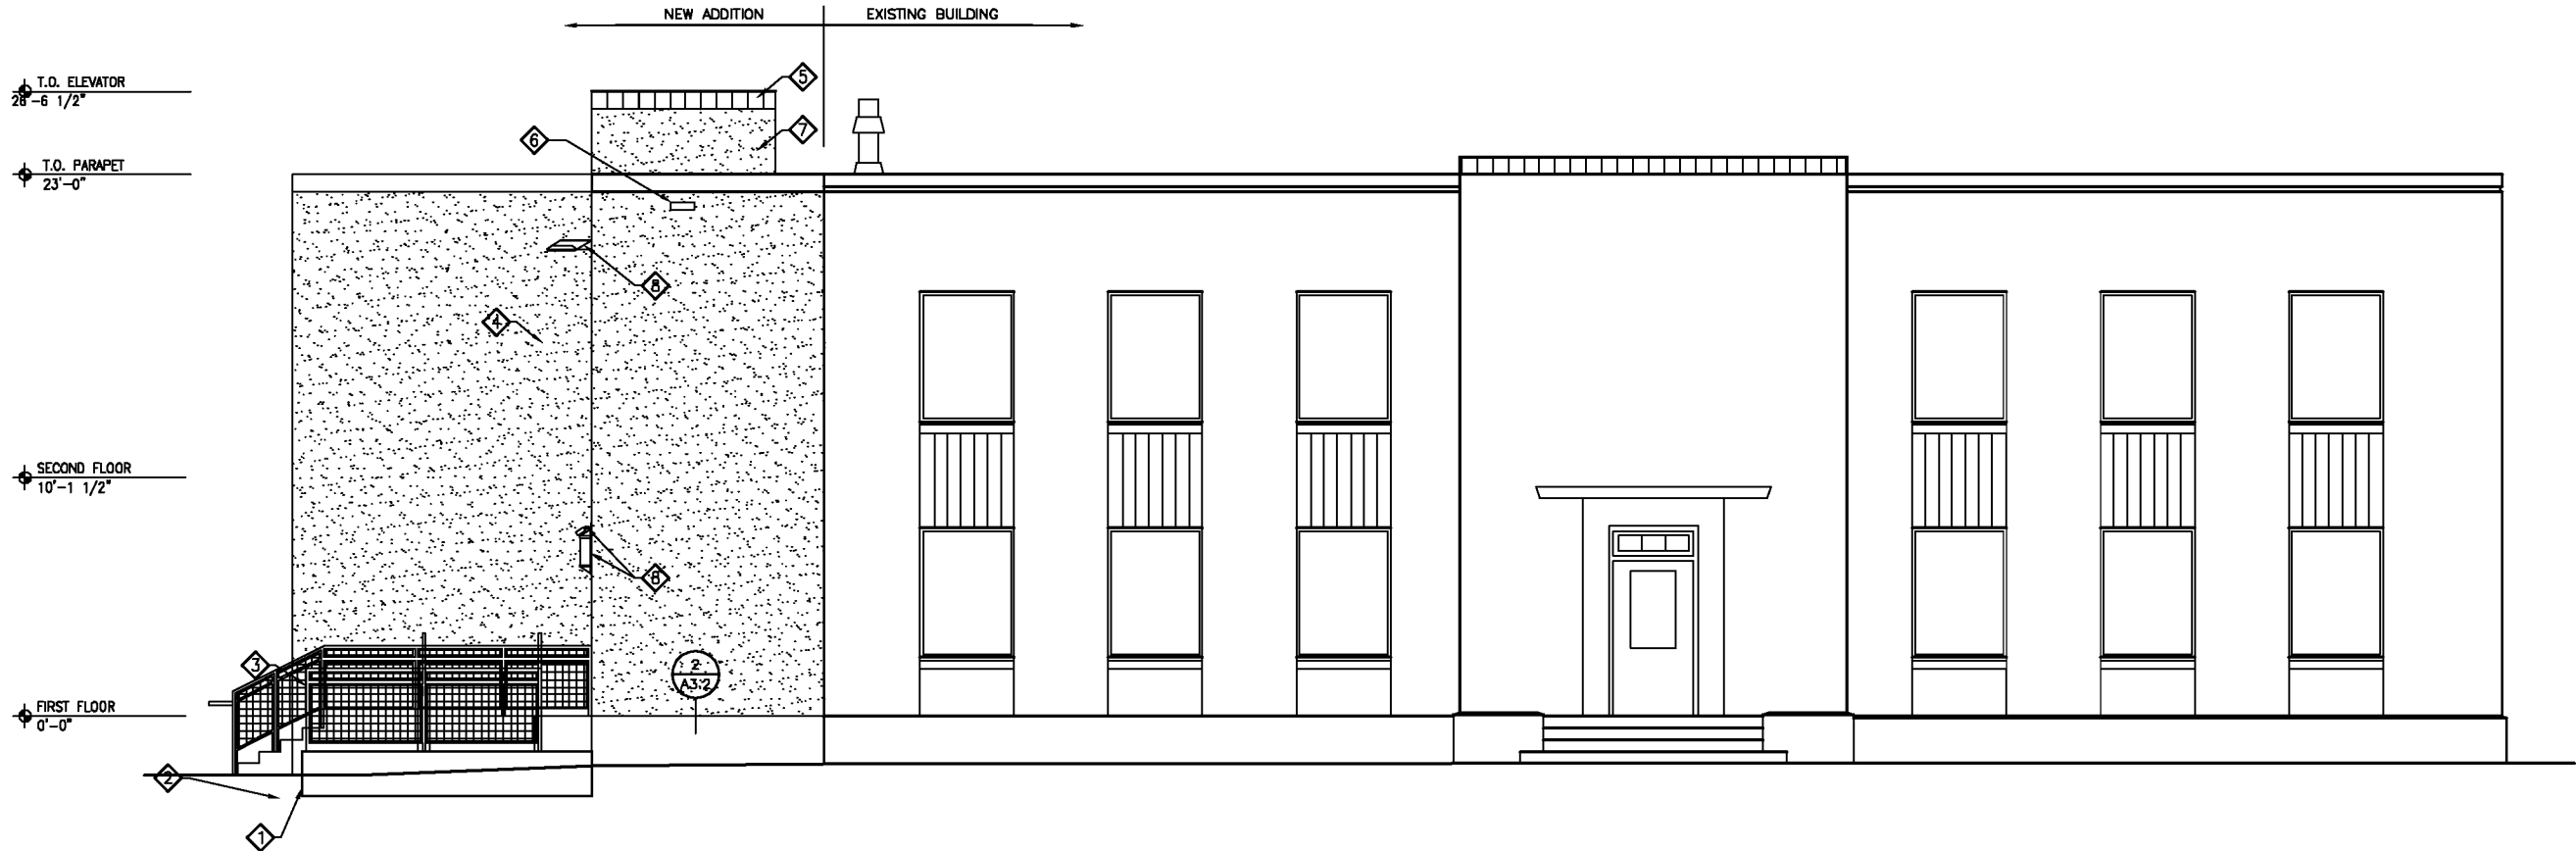 NEW ADDITION
EXISTING BUILDING
T.O. ELEVATOR
26'-6 1/2"
5
7
6
T.O. PARAPET
23'-0"
8
4
SECOND FLOOR
10'-1 1/2"
8
3
2
A3.2
FIRST FLOOR
0'-0"
2
1